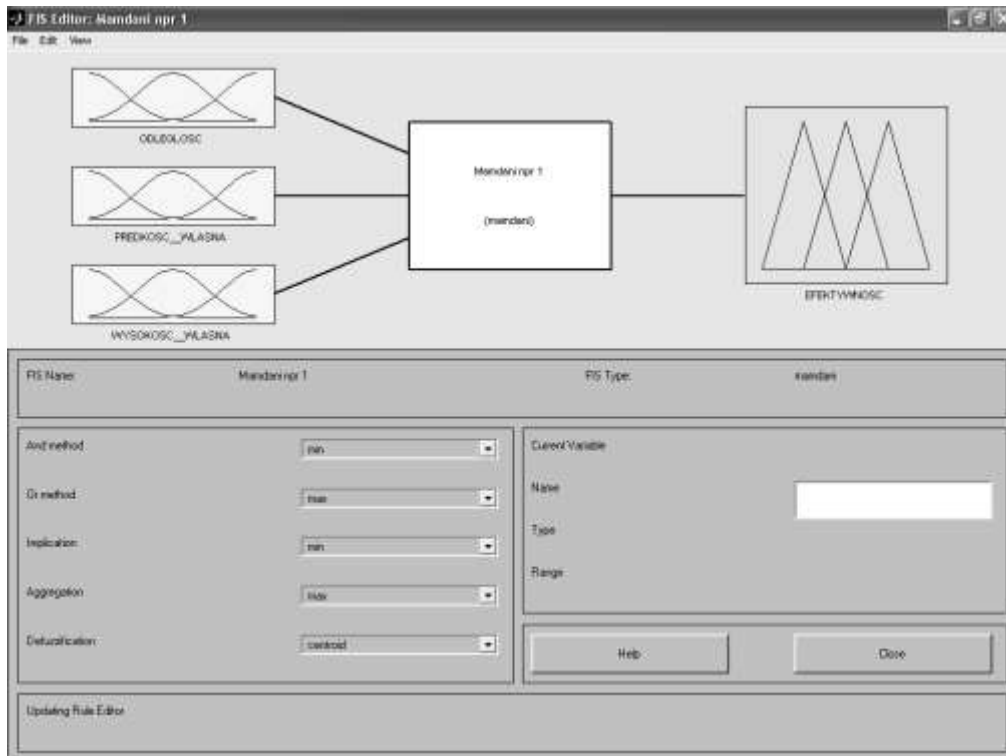 FIS Editor: Mamdani npr 1
File Edit View
ODLEGLOSC
PREDKOSC__WLASNA
WYSOKOSC__WLASNA
Mamdani npr 1
(mamdani)
EFEKTYWNOSC
FIS Name: Mamdani npr 1 FIS Type: mamdani
And method min
Or method max
Implication min
Aggregation max
Defuzzification centroid
Current Variable
Name
Type
Range
Help Close
Updating Rule Editor